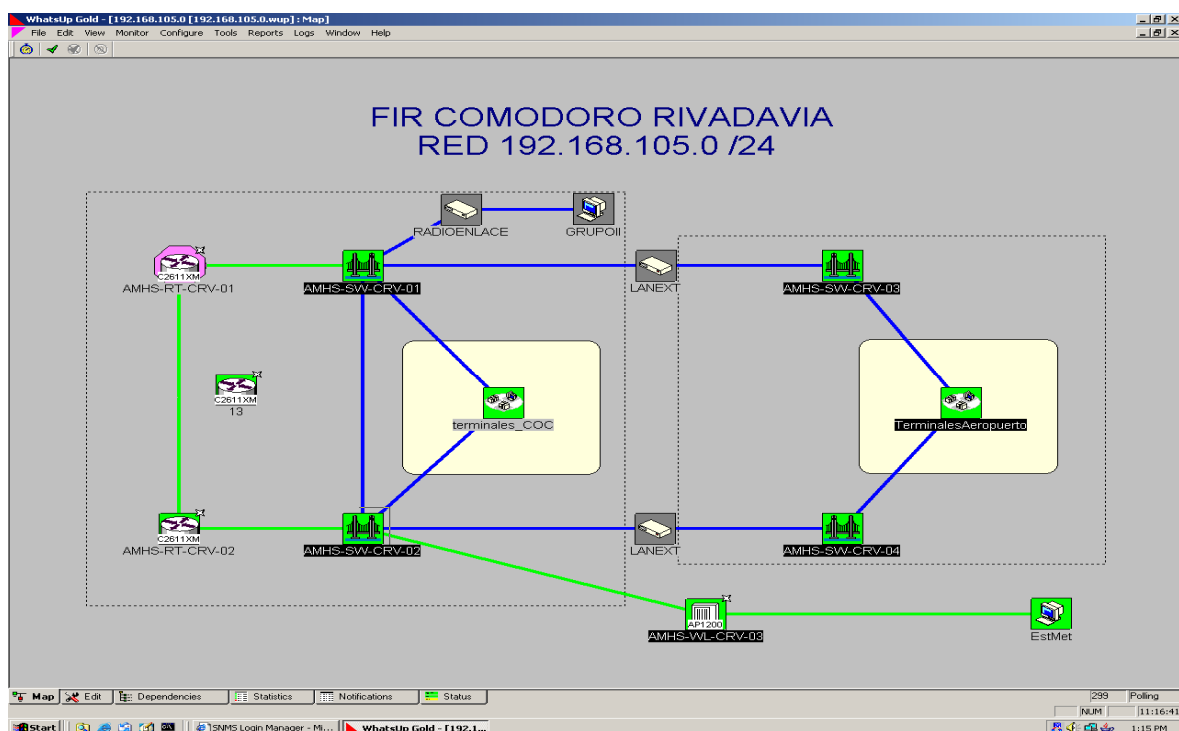 WhatsUp Gold - [192.168.105.0 [192.168.105.0.wup] : Map]
File Edit View Monitor Configure Tools Reports Logs Window Help
FIR COMODORO RIVADAVIA
RED 192.168.105.0 /24
RADIOENLACE
GRUPOII
C2611XM
AMHS-RT-CRV-01
AMHS-SW-CRV-01
LANEXT
AMHS-SW-CRV-03
C2611XM
13
terminales_COC
TerminalesAeropuerto
C2611XM
AMHS-RT-CRV-02
AMHS-SW-CRV-02
LANEXT
AMHS-SW-CRV-04
AP1200
AMHS-WL-CRV-03
EstMet
Map Edit Dependencies Statistics Notifications Status 299 Polling
NUM 11:16:41
Start SNMS Login Manager - Mi... WhatsUp Gold - [192.1... 1:15 PM